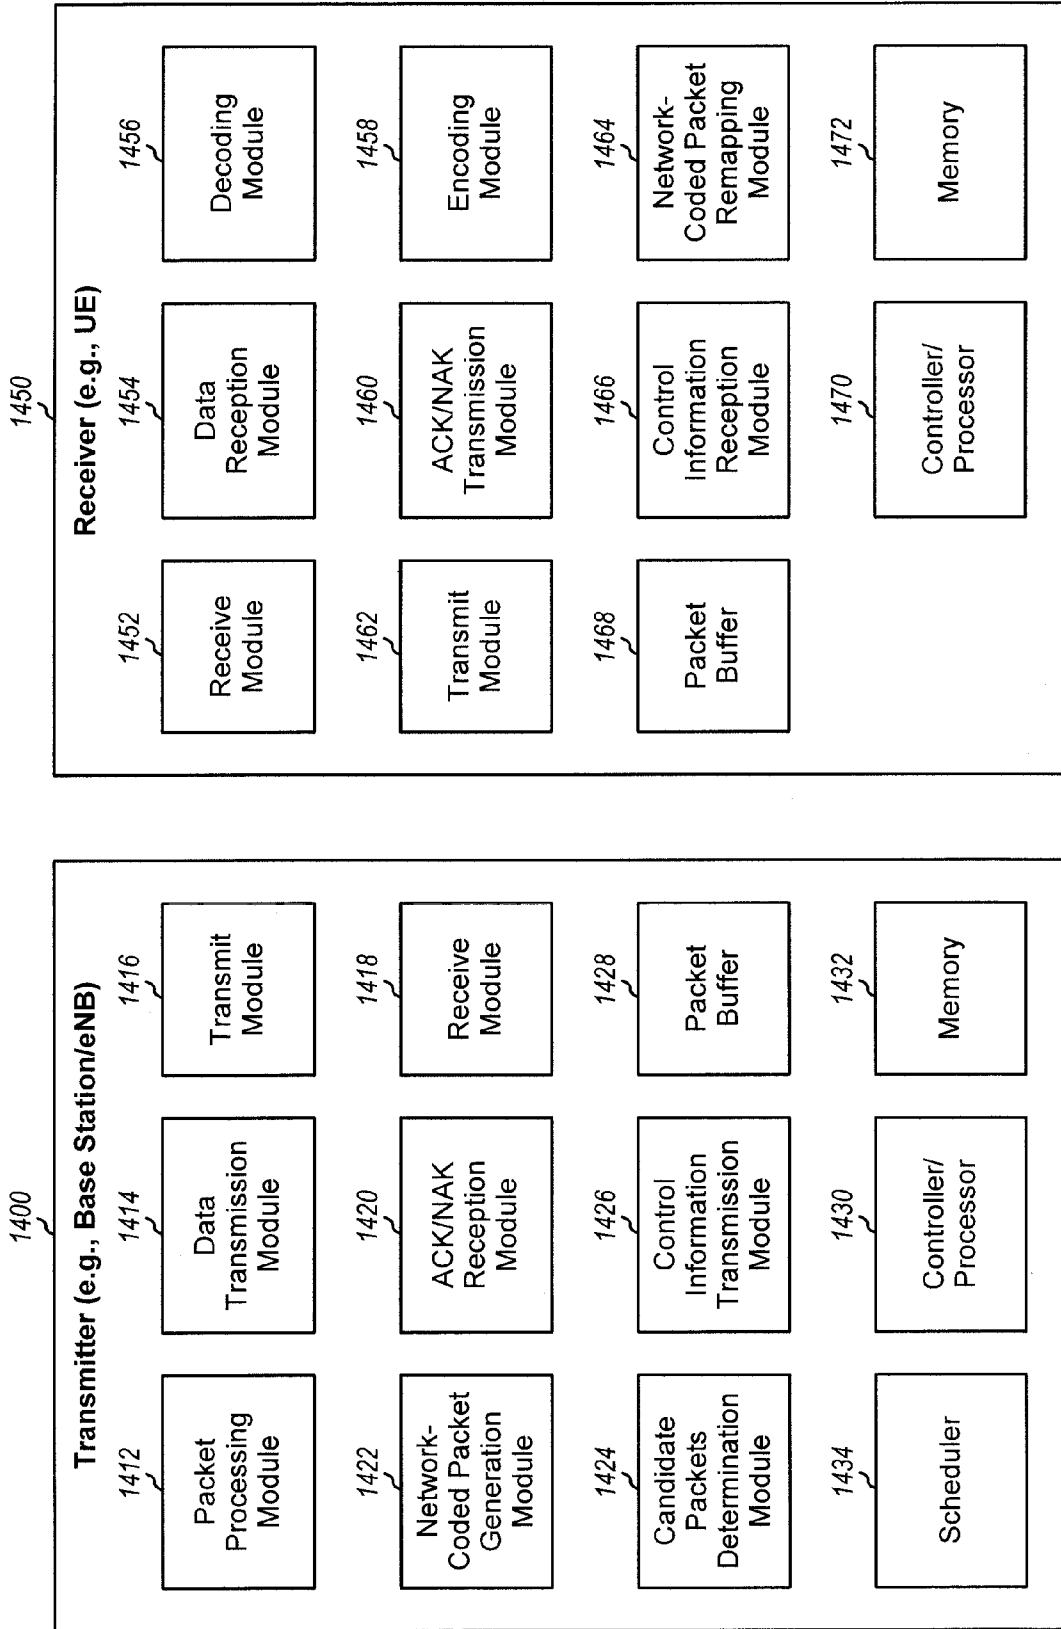 1400
Transmitter (e.g., Base Station/eNB)
1412
Packet
Processing
Module
1414
Data
Transmission
Module
1416
Transmit
Module
1422
Network-
Coded Packet
Generation
Module
1420
ACK/NAK
Reception
Module
1418
Receive
Module
1424
Candidate
Packets
Determination
Module
1426
Control
Information
Transmission
Module
1428
Packet
Buffer
1434
Scheduler
1430
Controller/
Processor
1432
Memory
1450
Receiver (e.g., UE)
1452
Receive
Module
1454
Data
Reception
Module
1456
Decoding
Module
1462
Transmit
Module
1460
ACK/NAK
Transmission
Module
1458
Encoding
Module
1468
Packet
Buffer
1466
Control
Information
Reception
Module
1464
Network-
Coded Packet
Remapping
Module
1470
Controller/
Processor
1472
Memory